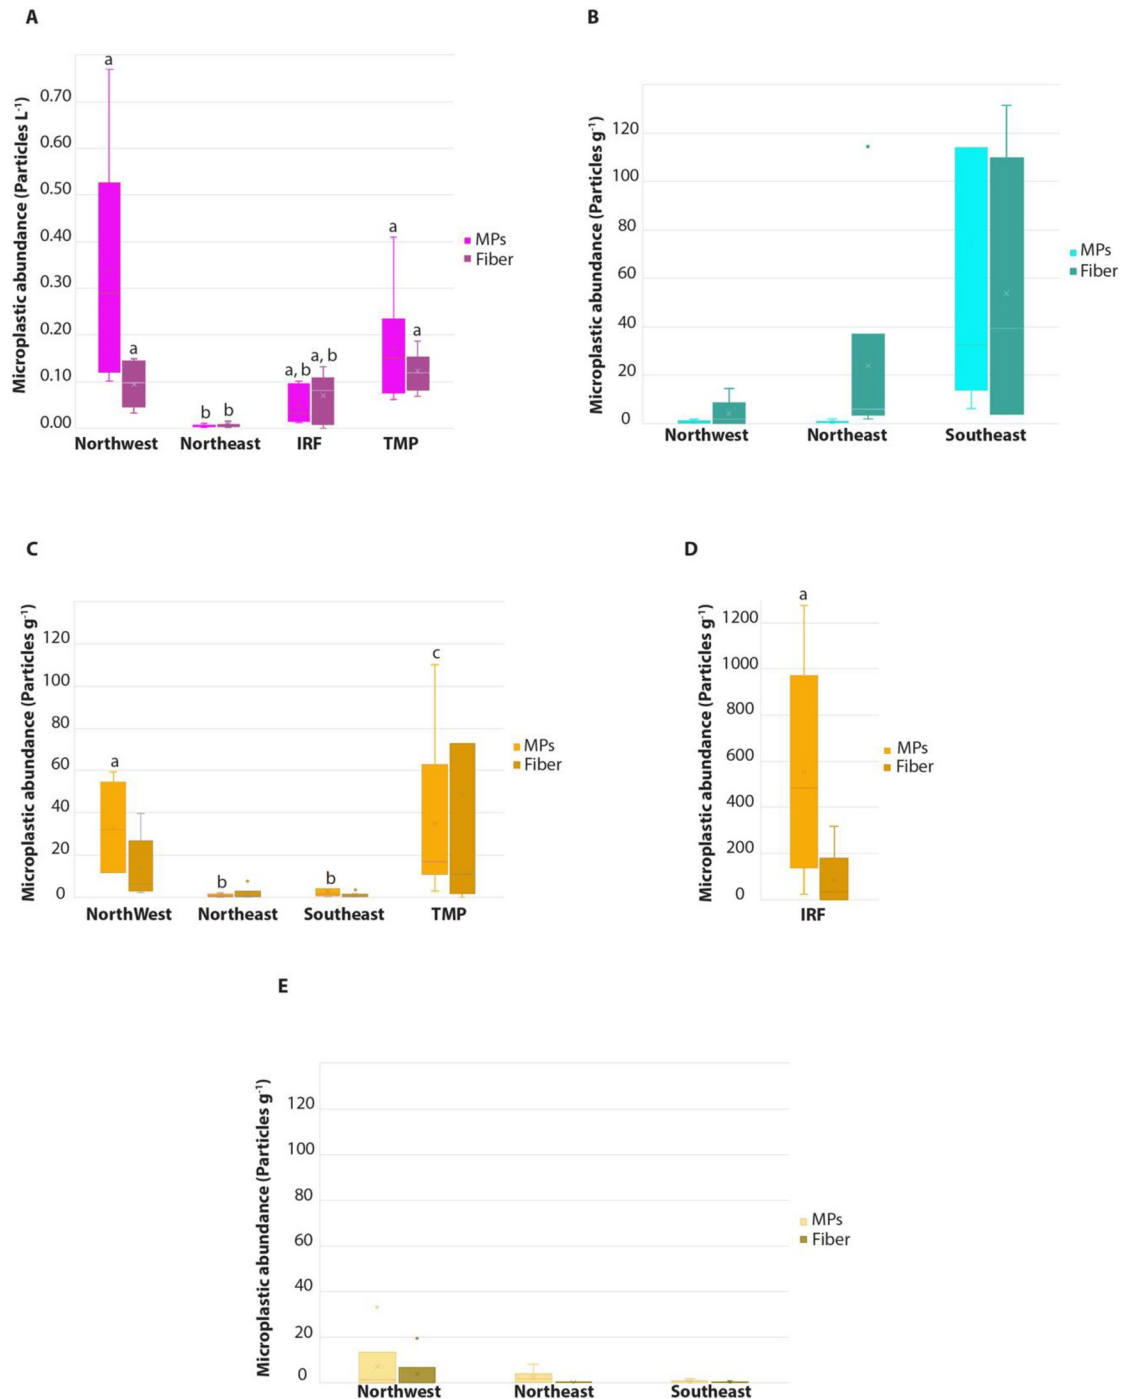 A
Microplastic abundance (Particles L-1)
0.70
0.60
0.50
0.40
0.30
0.20
0.10
0.00
a
a
b
b
a, b
a, b
a
a
Northwest
Northeast
IRF
TMP
MPs
Fiber
B
Microplastic abundance (Particles g-1)
120
100
80
60
40
20
0
Northwest
Northeast
Southeast
MPs
Fiber
C
Microplastic abundance (Particles g-1)
120
100
80
60
40
20
0
a
b
b
c
NorthWest
Northeast
Southeast
TMP
MPs
Fiber
D
Microplastic abundance (Particles g-1)
1200
1000
800
600
400
200
0
a
IRF
MPs
Fiber
E
Microplastic abundance (Particles g-1)
120
100
80
60
40
20
0
Northwest
Northeast
Southeast
MPs
Fiber